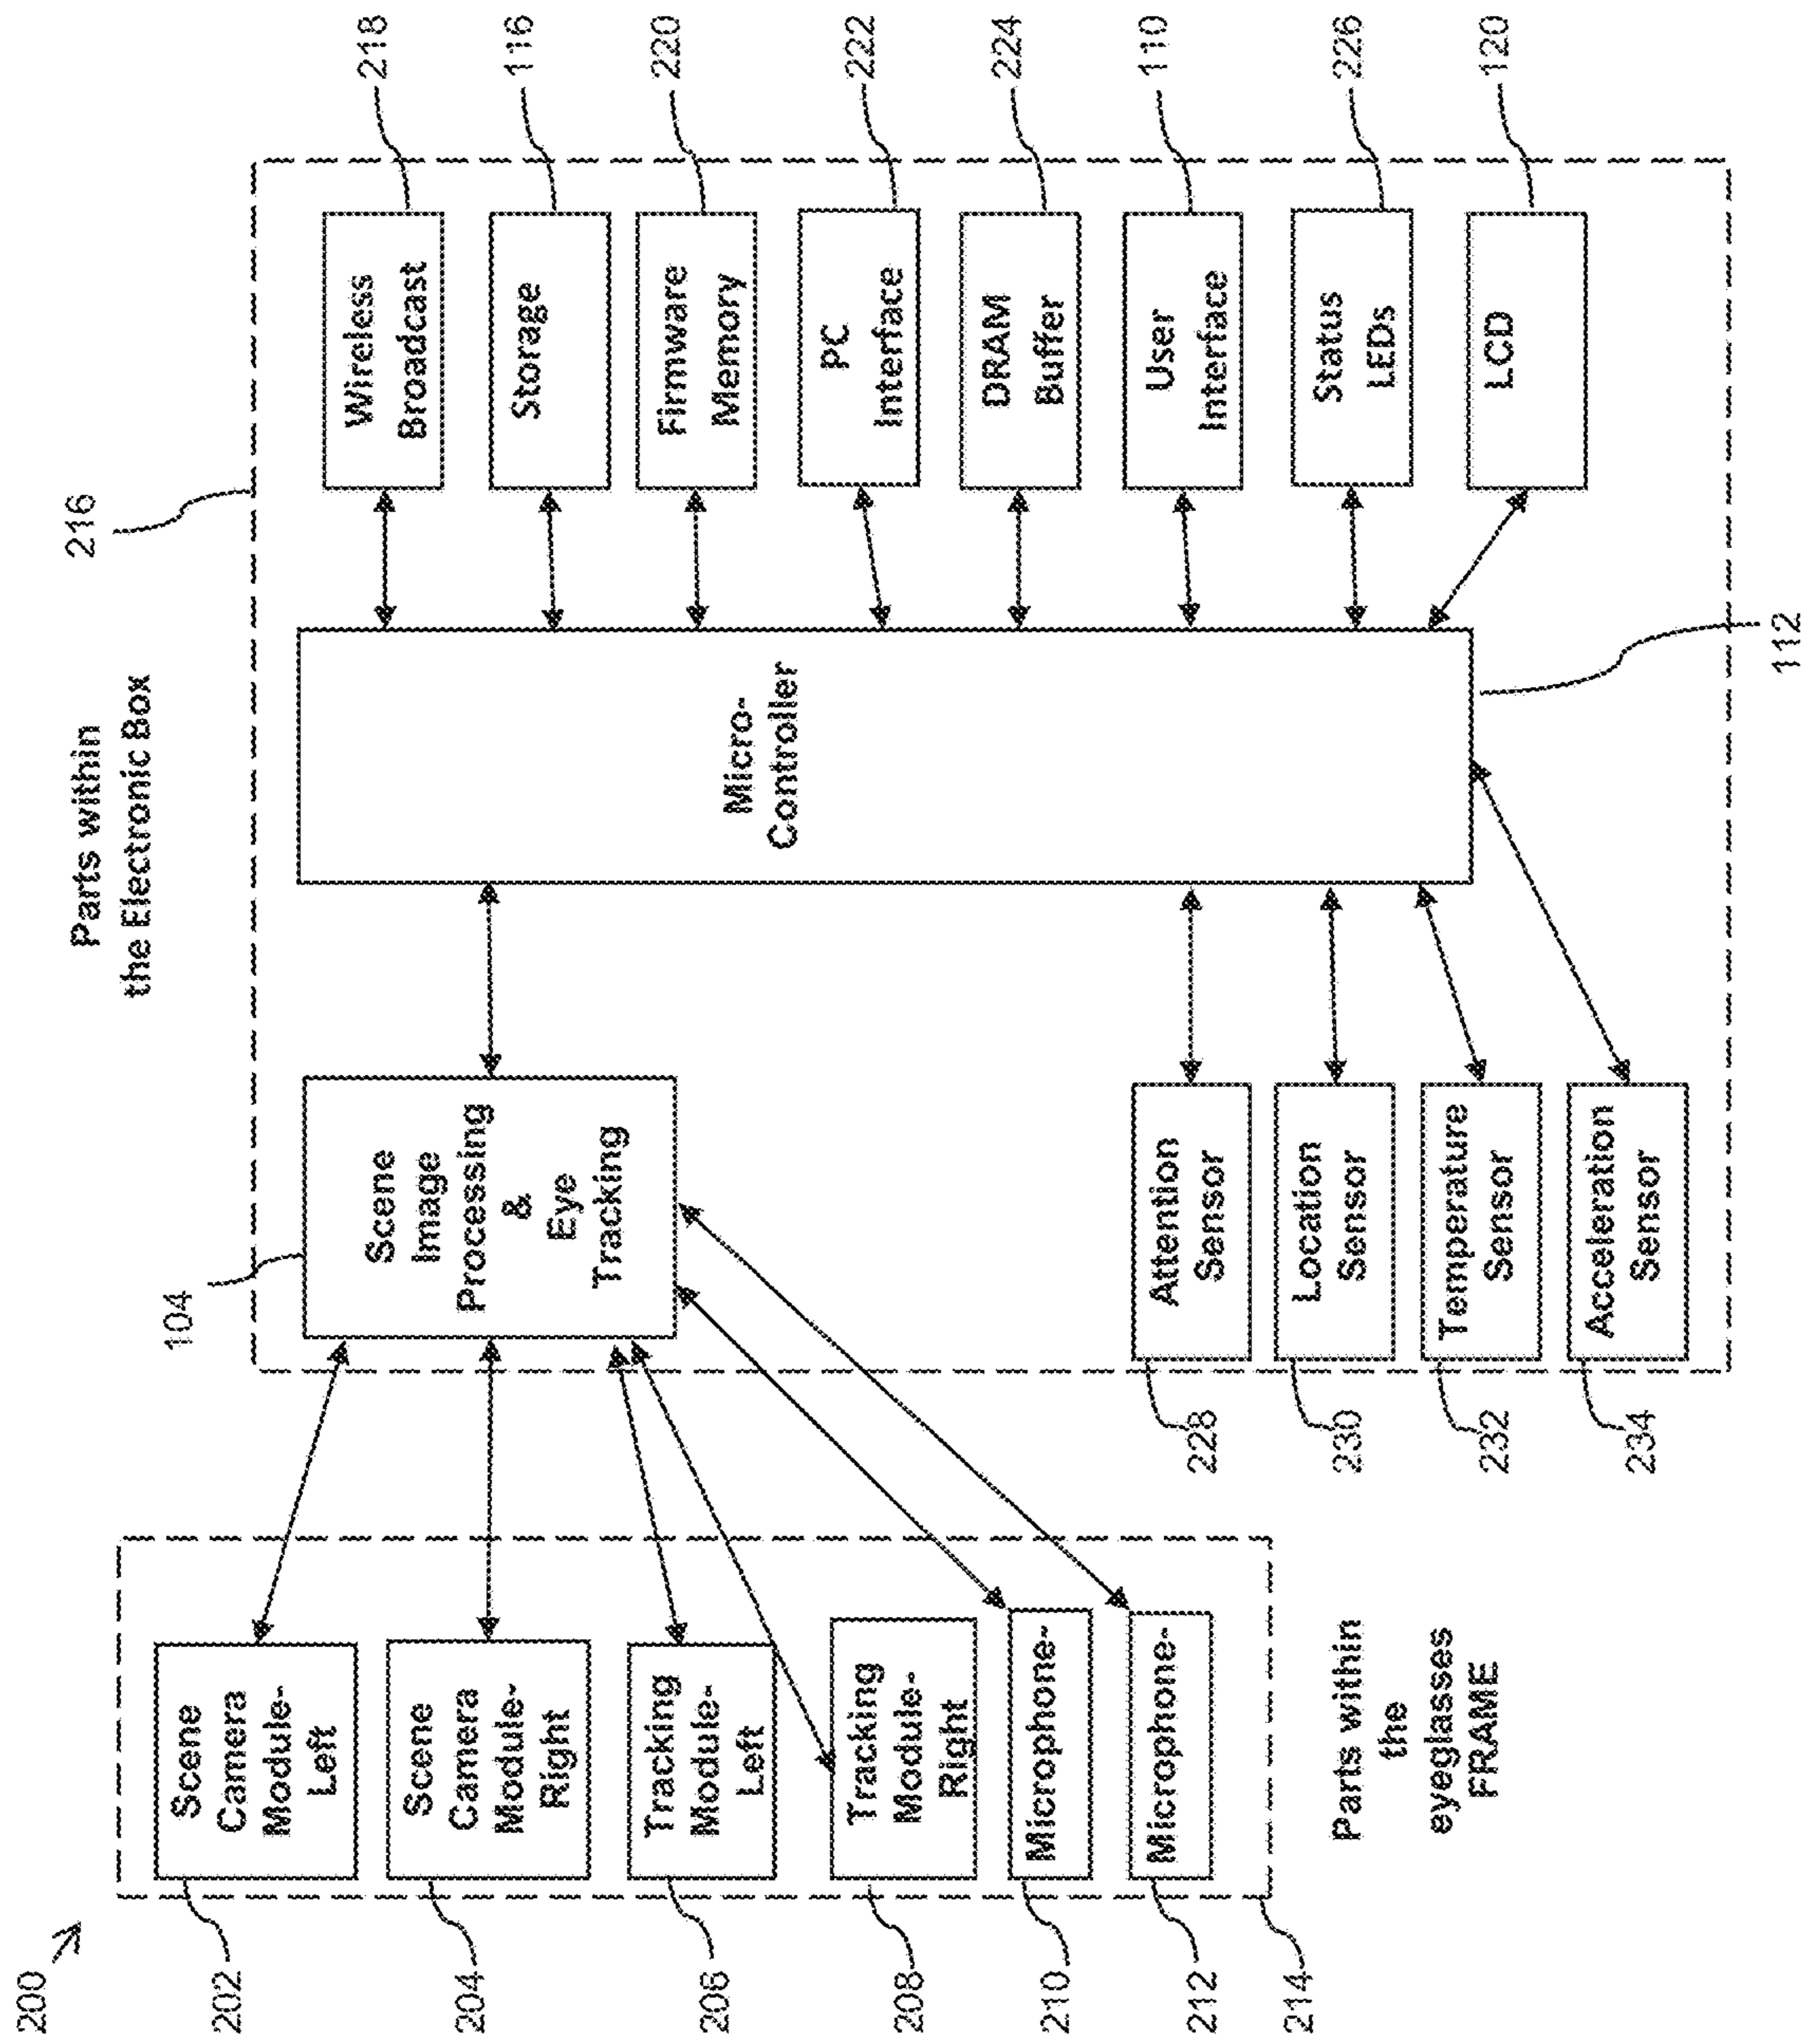 200
Parts within
the Electronic Box
216
202
Scene
Camera
Module-
Left
204
Scene
Camera
Module-
Right
206
Tracking
Module-
Left
208
Tracking
Module-
Right
210
Microphone-
212
Microphone-
214
Parts within
the
eyeglasses
FRAME
104
Scene
Image
Processing
&
Eye
Tracking
228
Attention
Sensor
230
Location
Sensor
232
Temperature
Sensor
234
Acceleration
Sensor
Micro-
Controller
112
Wireless
Broadcast
218
Storage
116
Firmware
Memory
220
PC
Interface
222
DRAM
Buffer
224
User
Interface
110
Status
LEDs
226
LCD
120